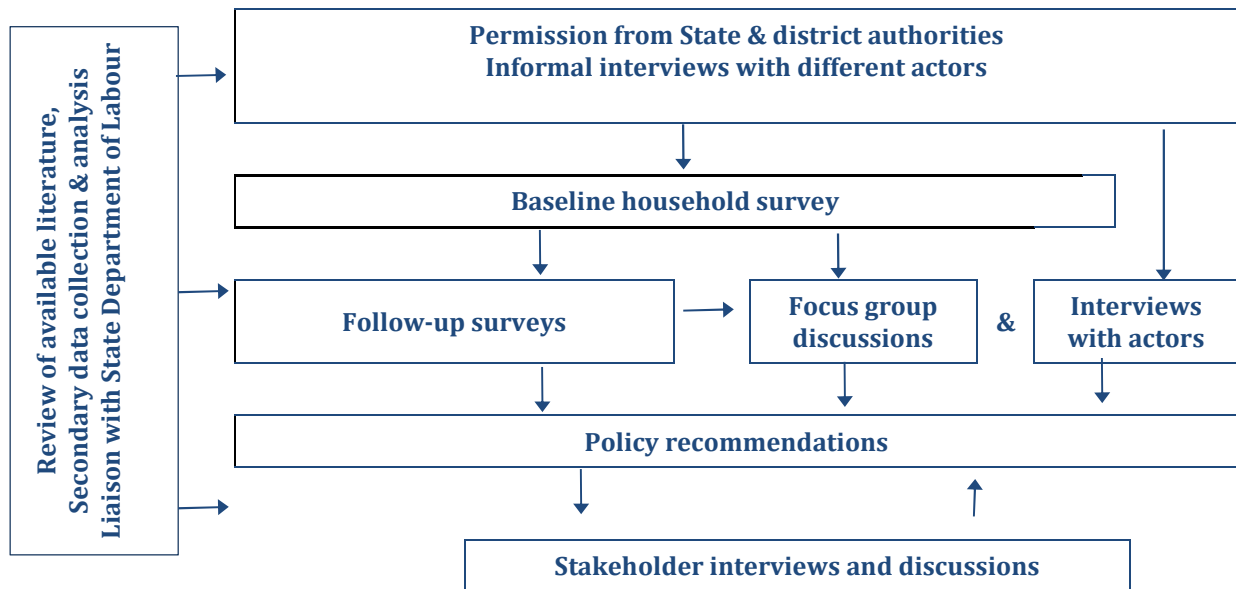 Review of available literature,
Secondary data collection & analysis
Liaison with State Department of Labour
Permission from State & district authorities
Informal interviews with different actors
Baseline household survey
Follow-up surveys
Focus group
discussions
&
Interviews
with actors
Policy recommendations
Stakeholder interviews and discussions